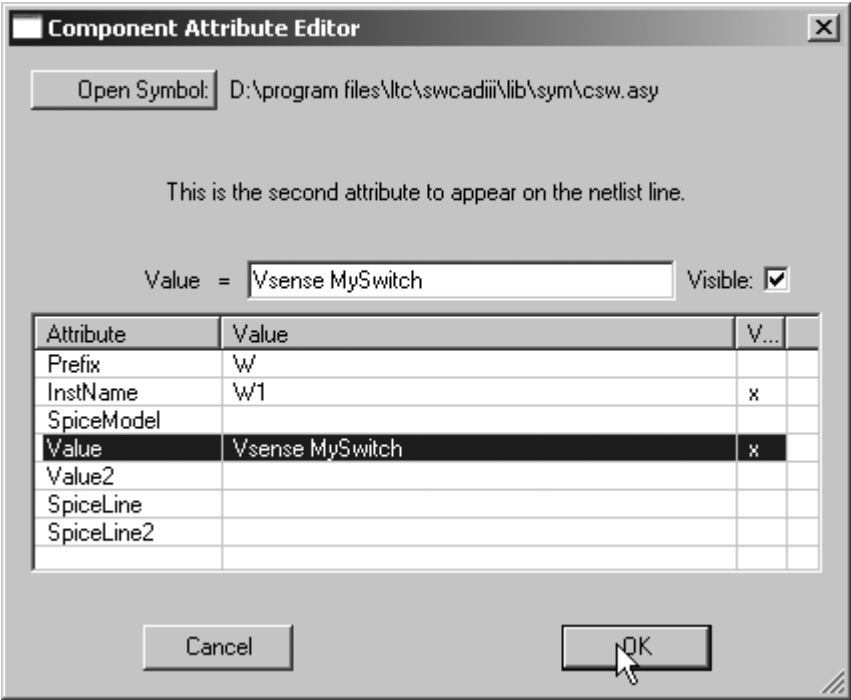 Component Attribute Editor
Open Symbol: D:\program files\ltc\swcadiii\lib\sym\csw.asy
This is the second attribute to appear on the netlist line.
Value = Vsense MySwitch Visible:
Attribute Value V...
Prefix W
InstName W1 x
SpiceModel
Value Vsense MySwitch x
Value2
SpiceLine
SpiceLine2
Cancel OK